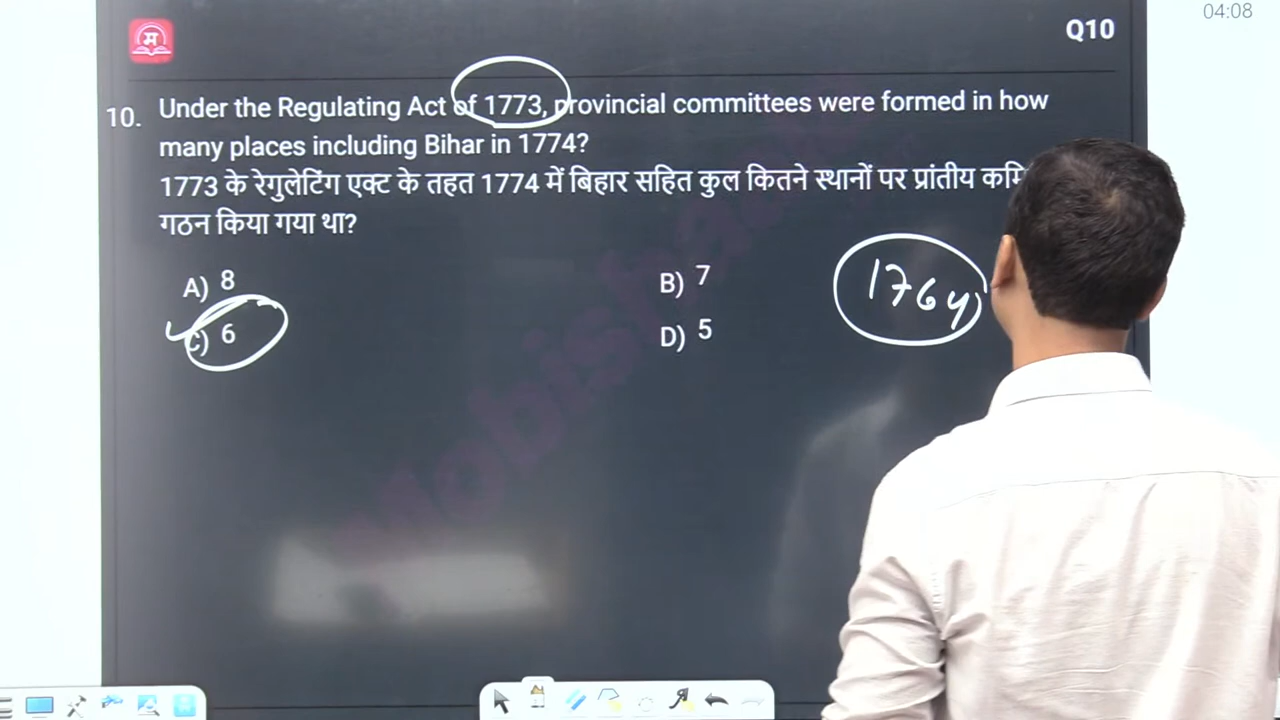 04:08
म
Q10
10. Under the Regulating Act of 1773, provincial committees were formed in how
many places including Bihar in 1774?
1773 के रेगुलेटिंग एक्ट के तहत 1774 में बिहार सहित कुल कितने स्थानों पर प्रांतीय
गठन किया गया था?
A) 8
B) 7
1764
C) 6
D) 5